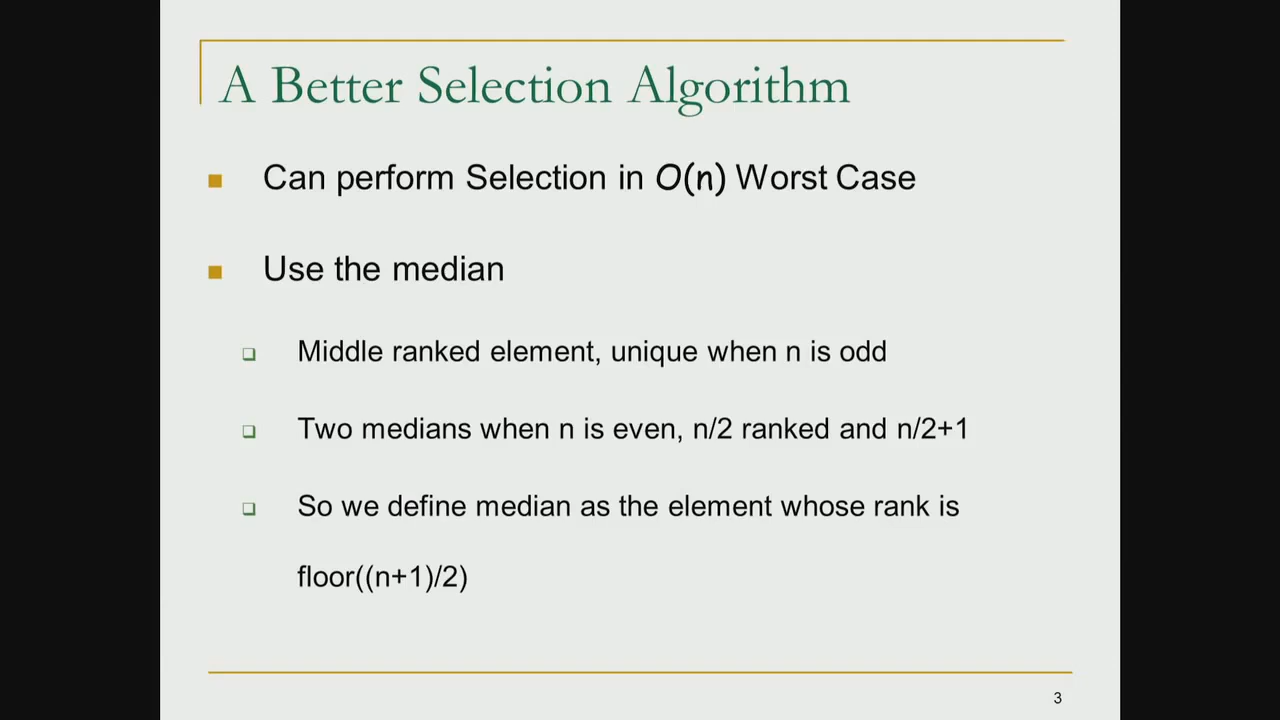 A Better Selection Algorithm
Can perform Selection in O(n) Worst Case
Use the median
Middle ranked element, unique when n is odd
Two medians when n is even, n/2 ranked and n/2+1
So we define median as the element whose rank is
floor((n+1)/2)
3